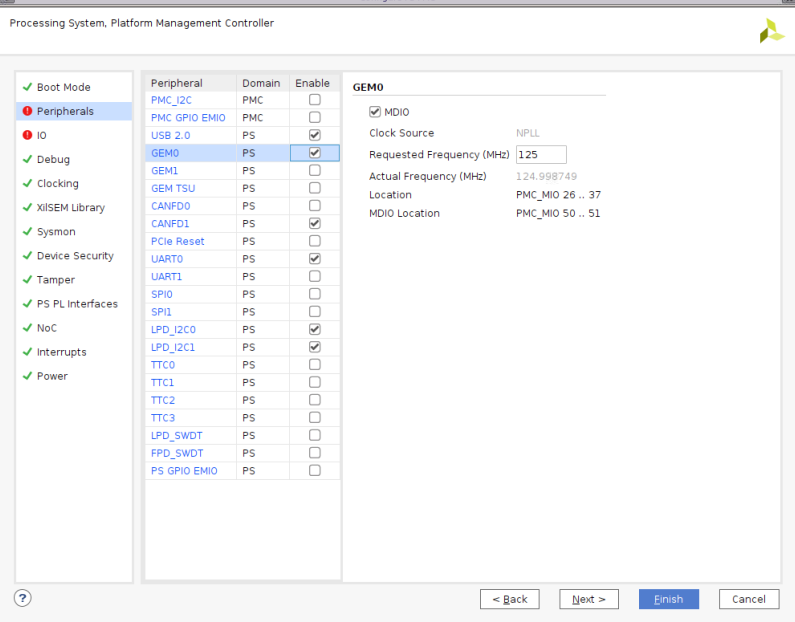 Processing System, Platform Management Controller
Boot Mode
Peripherals
IO
Debug
Clocking
XilSEM Library
Sysmon
Device Security
Tamper
PS PL Interfaces
NoC
Interrupts
Power
Peripheral Domain Enable
PMC_I2C PMC
PMC GPIO EMIO PMC
USB 2.0 PS
GEM0 PS
GEM1 PS
GEM TSU PS
CANFD0 PS
CANFD1 PS
PCIe Reset PS
UART0 PS
UART1 PS
SPI0 PS
SPI1 PS
LPD_I2C0 PS
LPD_I2C1 PS
TTC0 PS
TTC1 PS
TTC2 PS
TTC3 PS
LPD_SWDT PS
FPD_SWDT PS
PS GPIO EMIO PS
GEM0
MDIO
Clock Source NPLL
Requested Frequency (MHz) 125
Actual Frequency (MHz) 124.998749
Location PMC_MIO 26 .. 37
MDIO Location PMC_MIO 50 .. 51
?
< Back
Next >
Finish
Cancel